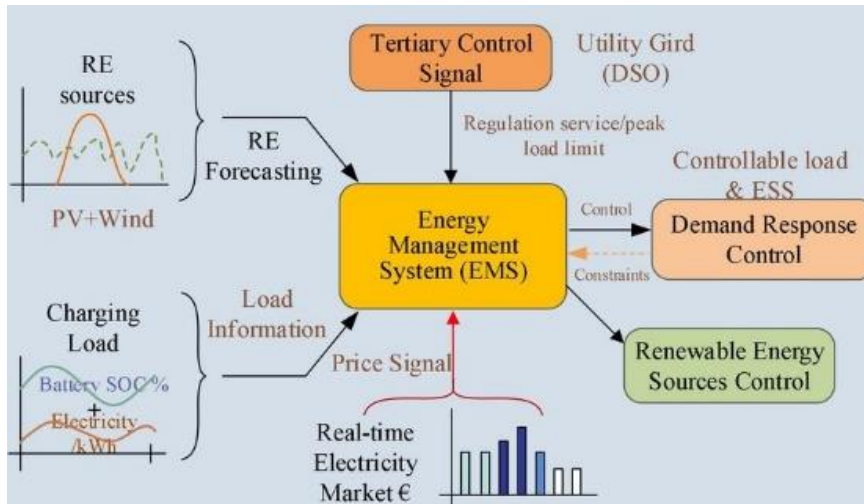 RE
sources
PV+Wind
RE
Forecasting
Tertiary Control
Signal
Utility Gird
(DSO)
Regulation service/peak
load limit
Energy
Management
System (EMS)
Control
Constraints
Controllable load
& ESS
Demand Response
Control
Renewable Energy
Sources Control
Charging
Load
Battery SOC %
+
Electricity
/kWh
Load
Information
Price Signal
Real-time
Electricity
Market €